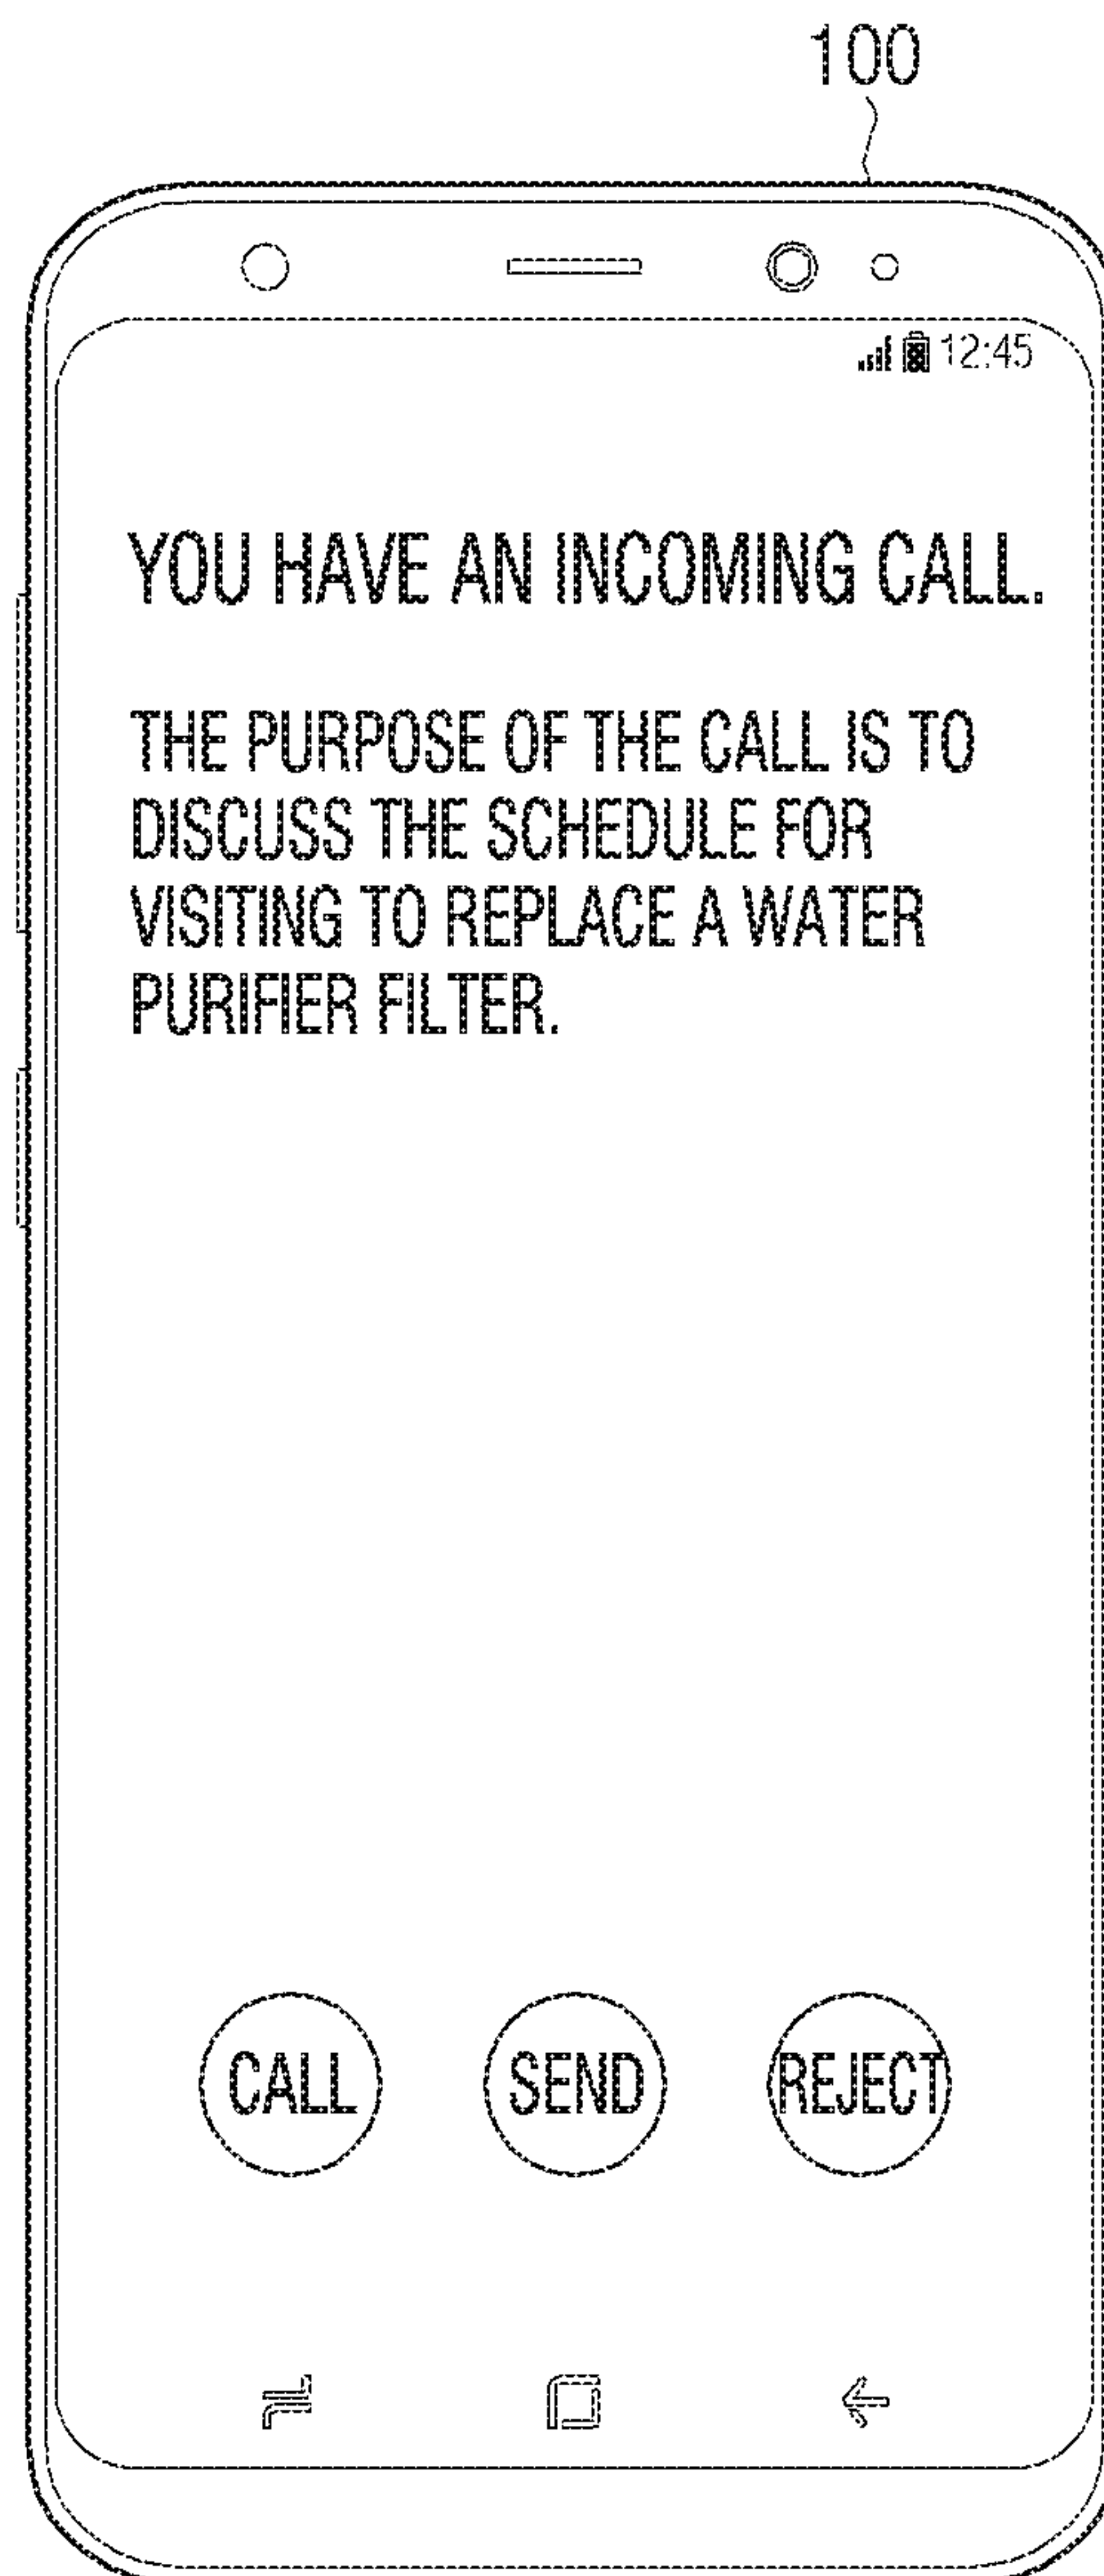 100
12:45
YOU HAVE AN INCOMING CALL.
THE PURPOSE OF THE CALL IS TO
DISCUSS THE SCHEDULE FOR
VISITING TO REPLACE A WATER
PURIFIER FILTER.
CALL SEND REJECT